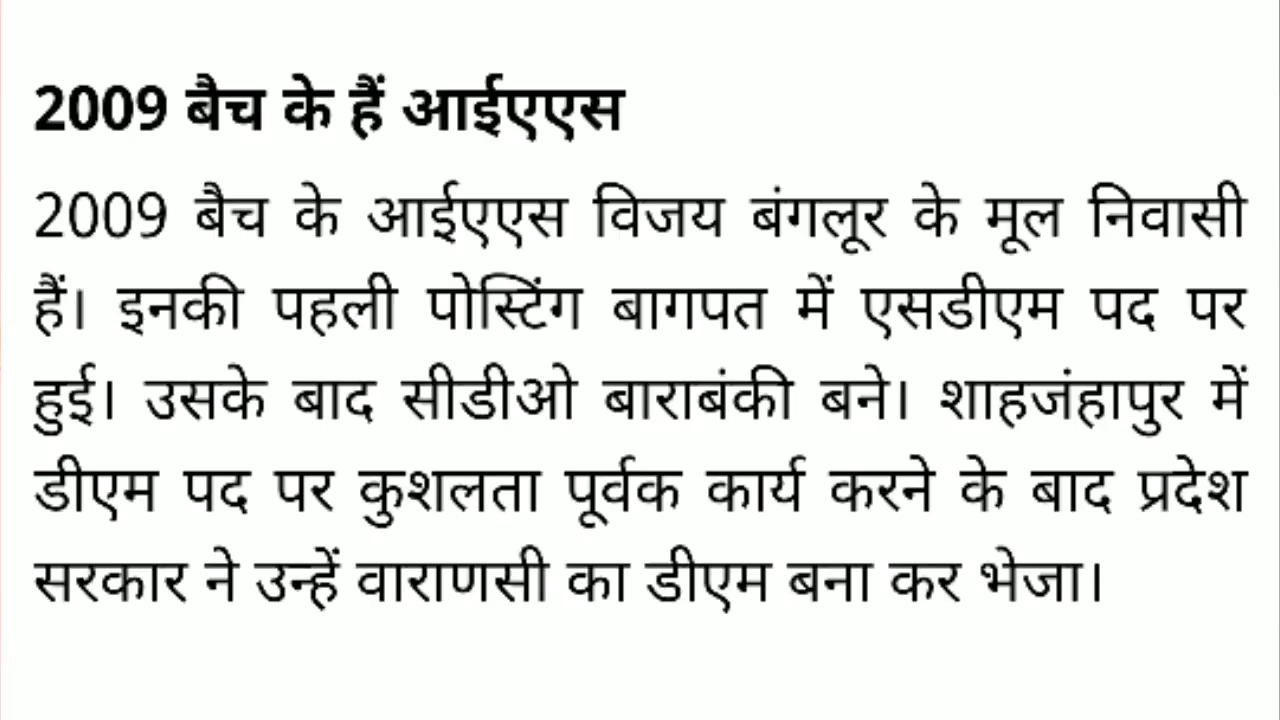 2009 बैच के हैं आईएएस
2009 बैच के आईएएस विजय बंगलूर के मूल निवासी
हैं। इनकी पहली पोस्टिंग बागपत में एसडीएम पद पर
हुई। उसके बाद सीडीओ बाराबंकी बने। शाहजंहापुर में
डीएम पद पर कुशलता पूर्वक कार्य करने के बाद प्रदेश
सरकार ने उन्हें वाराणसी का डीएम बना कर भेजा।